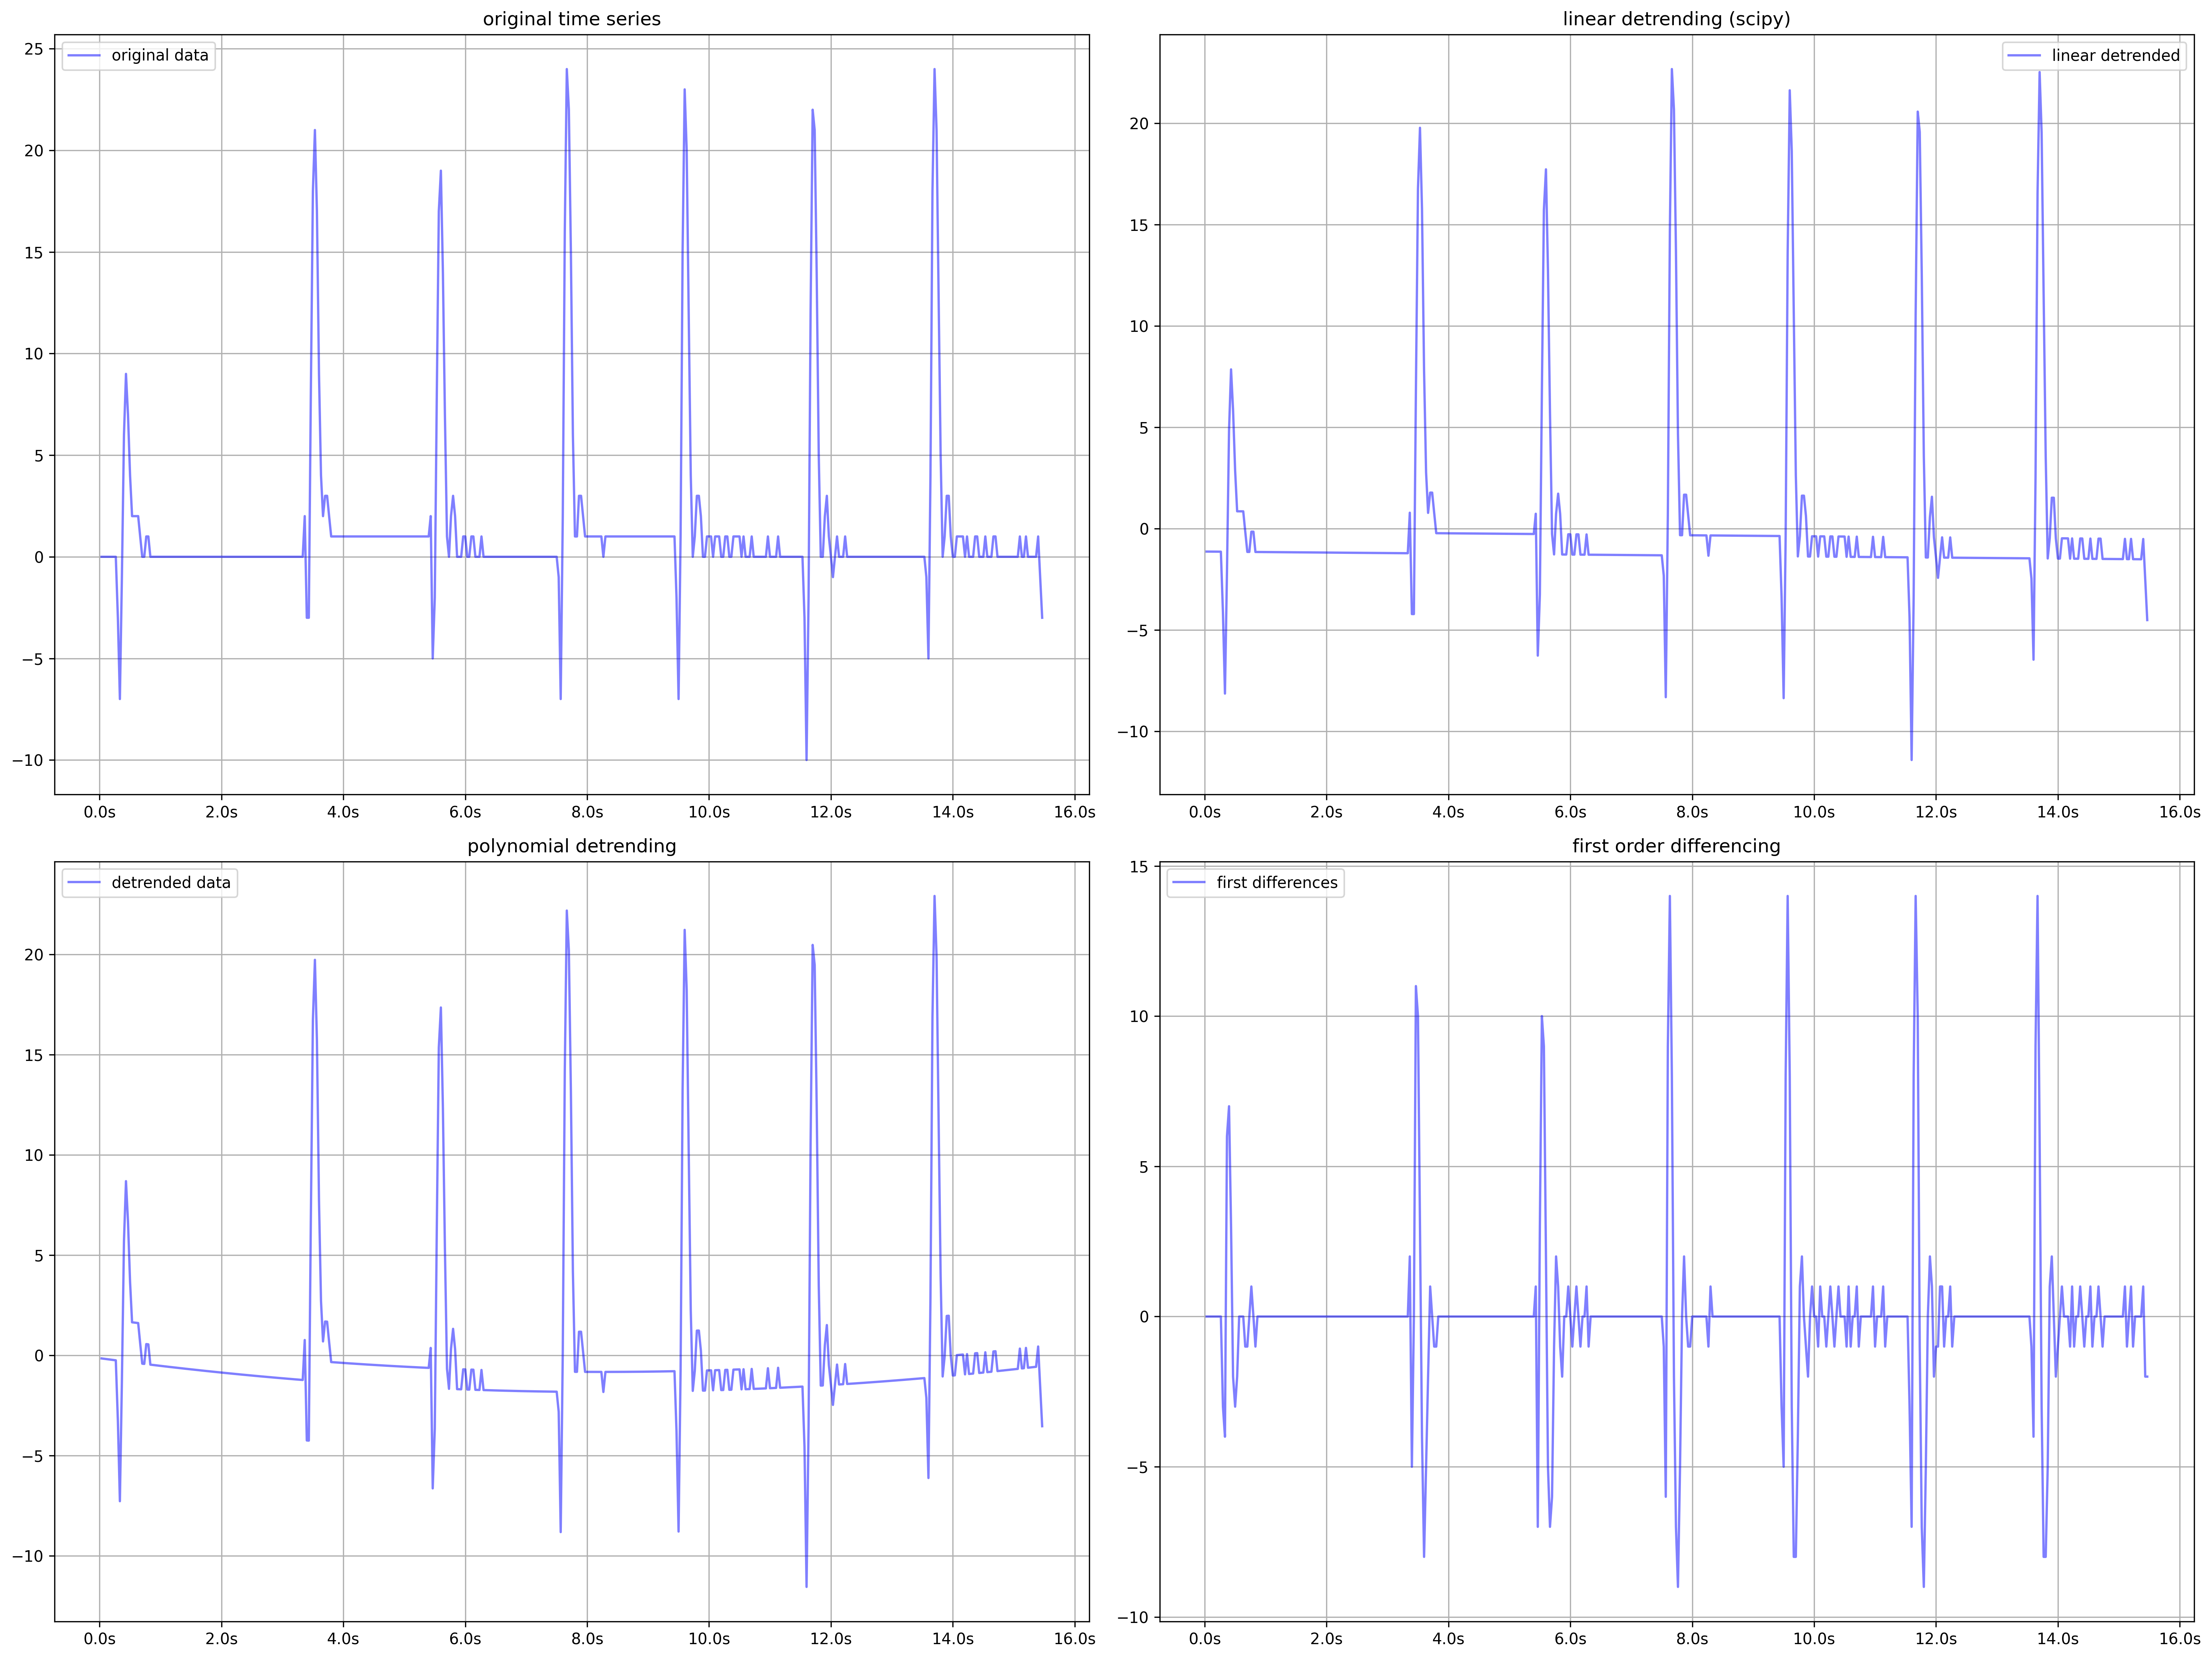 original time series
original data
25
20
15
10
5
0
−5
−10
0.0s 2.0s 4.0s 6.0s 8.0s 10.0s 12.0s 14.0s 16.0s
linear detrending (scipy)
linear detrended
20
15
10
5
0
−5
−10
0.0s 2.0s 4.0s 6.0s 8.0s 10.0s 12.0s 14.0s 16.0s
polynomial detrending
detrended data
20
15
10
5
0
−5
−10
0.0s 2.0s 4.0s 6.0s 8.0s 10.0s 12.0s 14.0s 16.0s
first order differencing
first differences
15
10
5
0
−5
−10
0.0s 2.0s 4.0s 6.0s 8.0s 10.0s 12.0s 14.0s 16.0s